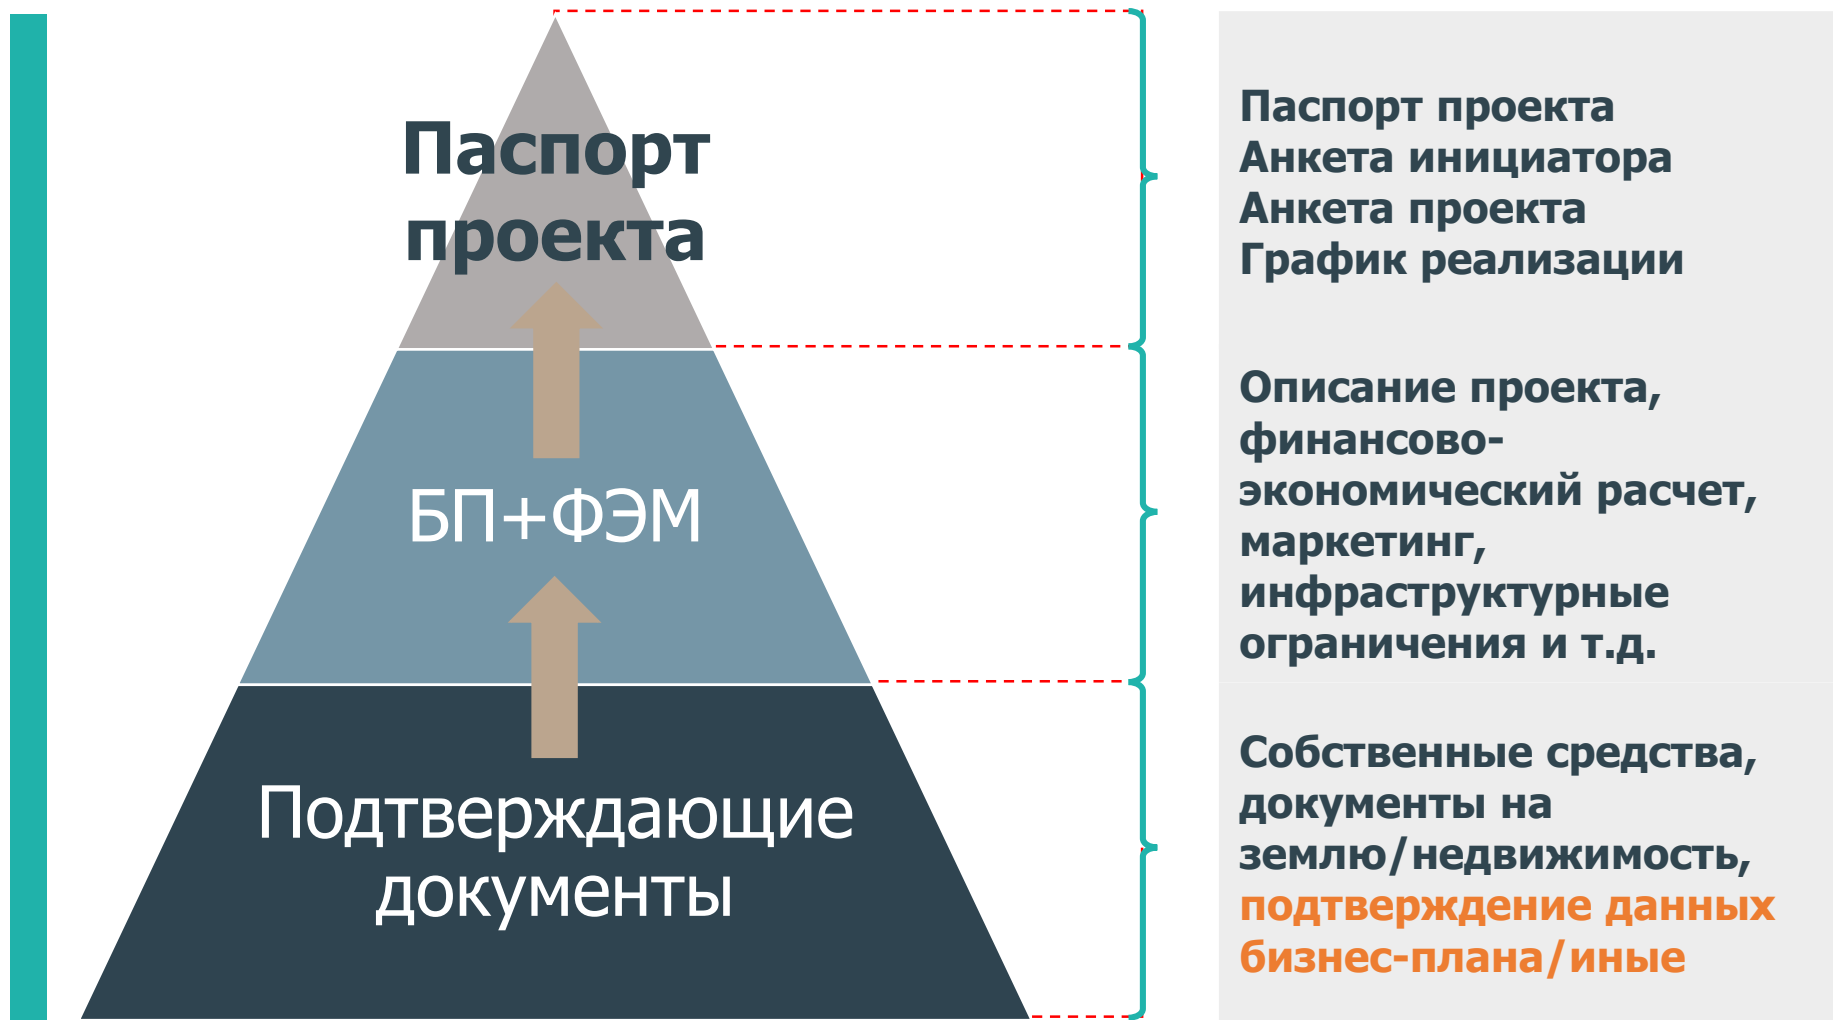 Паспорт
проекта
БП+ФЭМ
Подтверждающие
документы
Паспорт проекта
Анкета инициатора
Анкета проекта
График реализации
Описание проекта,
финансово-
экономический расчет,
маркетинг,
инфраструктурные
ограничения и т.д.
Собственные средства,
документы на
землю/недвижимость,
подтверждение данных
бизнес-плана/иные